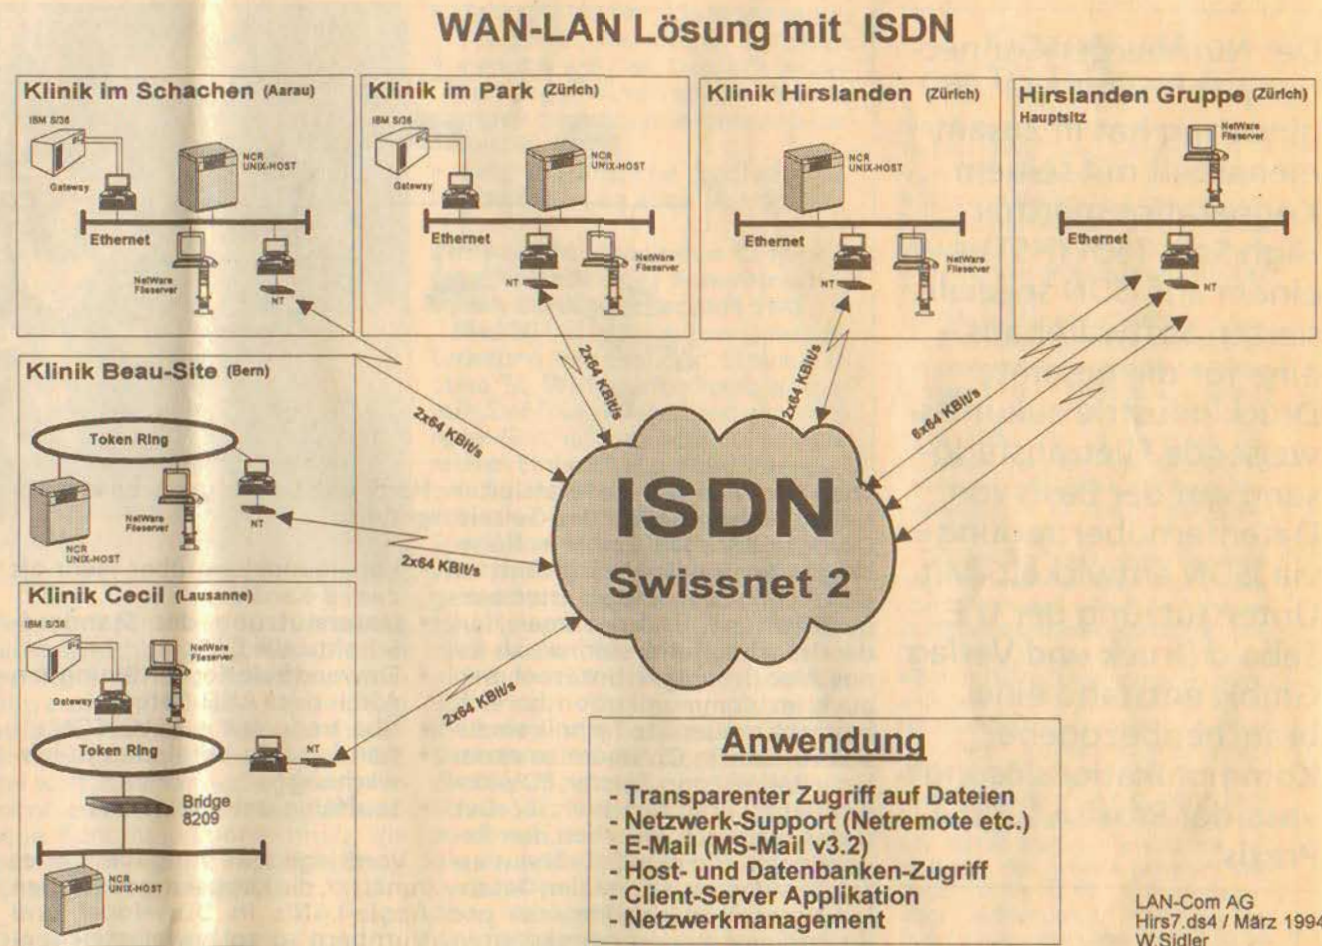 WAN-LAN Lösung mit ISDN
Klinik im Schachen (Aarau)
IBM S/36
Gateway
NCR
UNIX-HOST
Ethernet
NetWare
Fileserver
NT
Klinik im Park (Zürich)
IBM S/36
Gateway
NCR
UNIX-HOST
Ethernet
NT
NetWare
Fileserver
Klinik Hirslanden (Zürich)
NCR
UNIX-HOST
Ethernet
NT
NetWare
Fileserver
Hirslanden Gruppe (Zürich)
Hauptsitz
NetWare
Fileserver
Ethernet
NT
2x64 KBit/s
2x64 KBit/s
2x64 KBit/s
6x64 KBit/s
Klinik Beau-Site (Bern)
Token Ring
NCR
UNIX-HOST
NetWare
Fileserver
NT
2x64 KBit/s
ISDN
Swissnet 2
Klinik Cecil (Lausanne)
IBM S/36
NetWare
Fileserver
Gateway
Token Ring
NT
2x64 KBit/s
Bridge
8209
NCR
UNIX-HOST
Anwendung
- Transparenter Zugriff auf Dateien
- Netzwerk-Support (Netremote etc.)
- E-Mail (MS-Mail v3.2)
- Host- und Datenbanken-Zugriff
- Client-Server Applikation
- Netzwerkmanagement
LAN-Com AG
Hirs7.ds4 / März 1994
W.Sidler